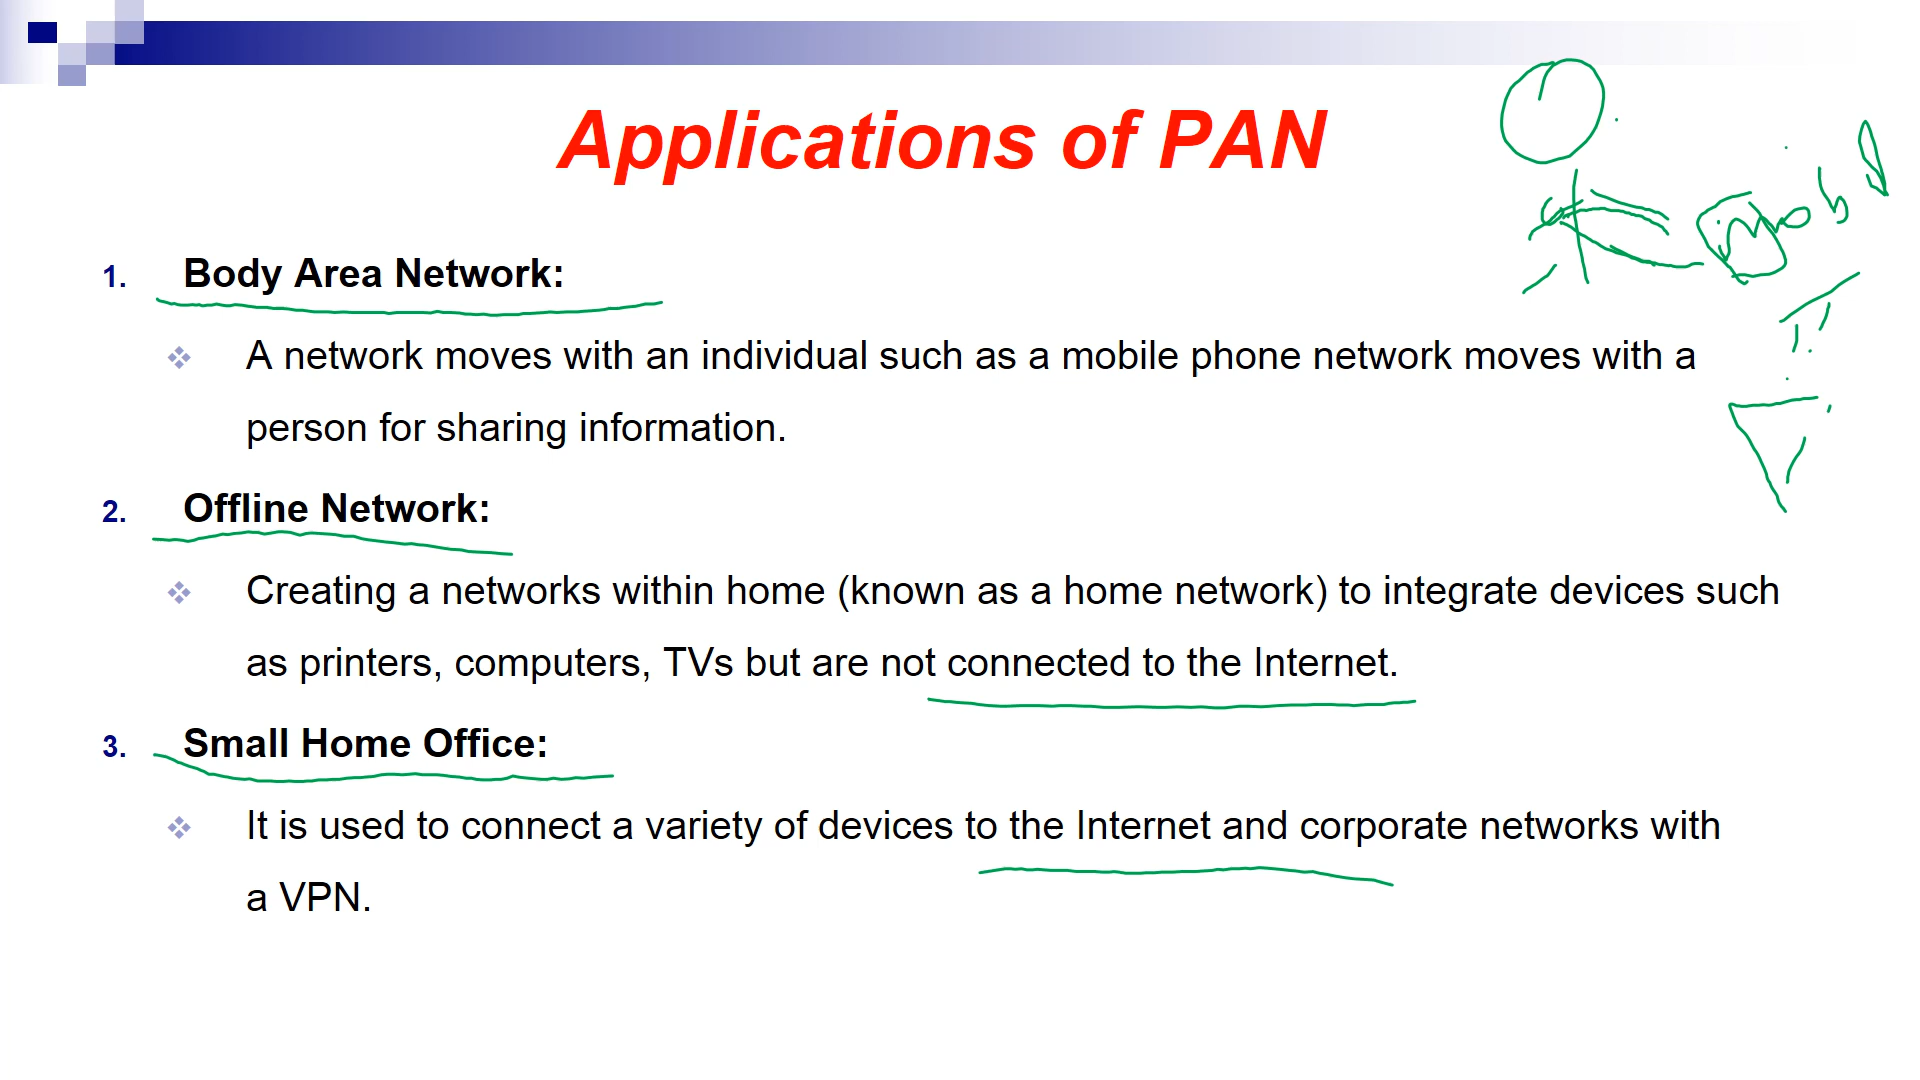 Applications of PAN
1. Body Area Network:
A network moves with an individual such as a mobile phone network moves with a
person for sharing information.
2. Offline Network:
Creating a networks within home (known as a home network) to integrate devices such
as printers, computers, TVs but are not connected to the Internet.
3. Small Home Office:
It is used to connect a variety of devices to the Internet and corporate networks with
a VPN.